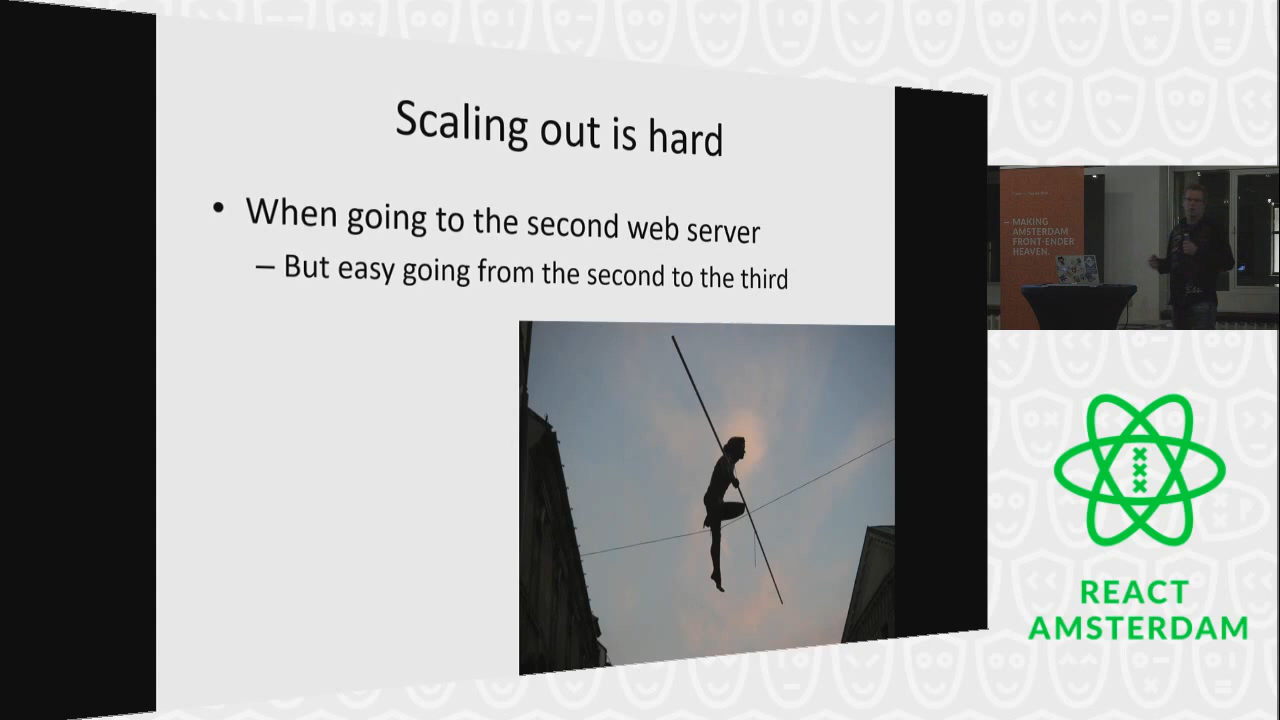 Scaling out is hard
• When going to the second web server
– But easy going from the second to the third
— MAKING
AMSTERDAM
FRONT-ENDER
HEAVEN.
REACT
AMSTERDAM